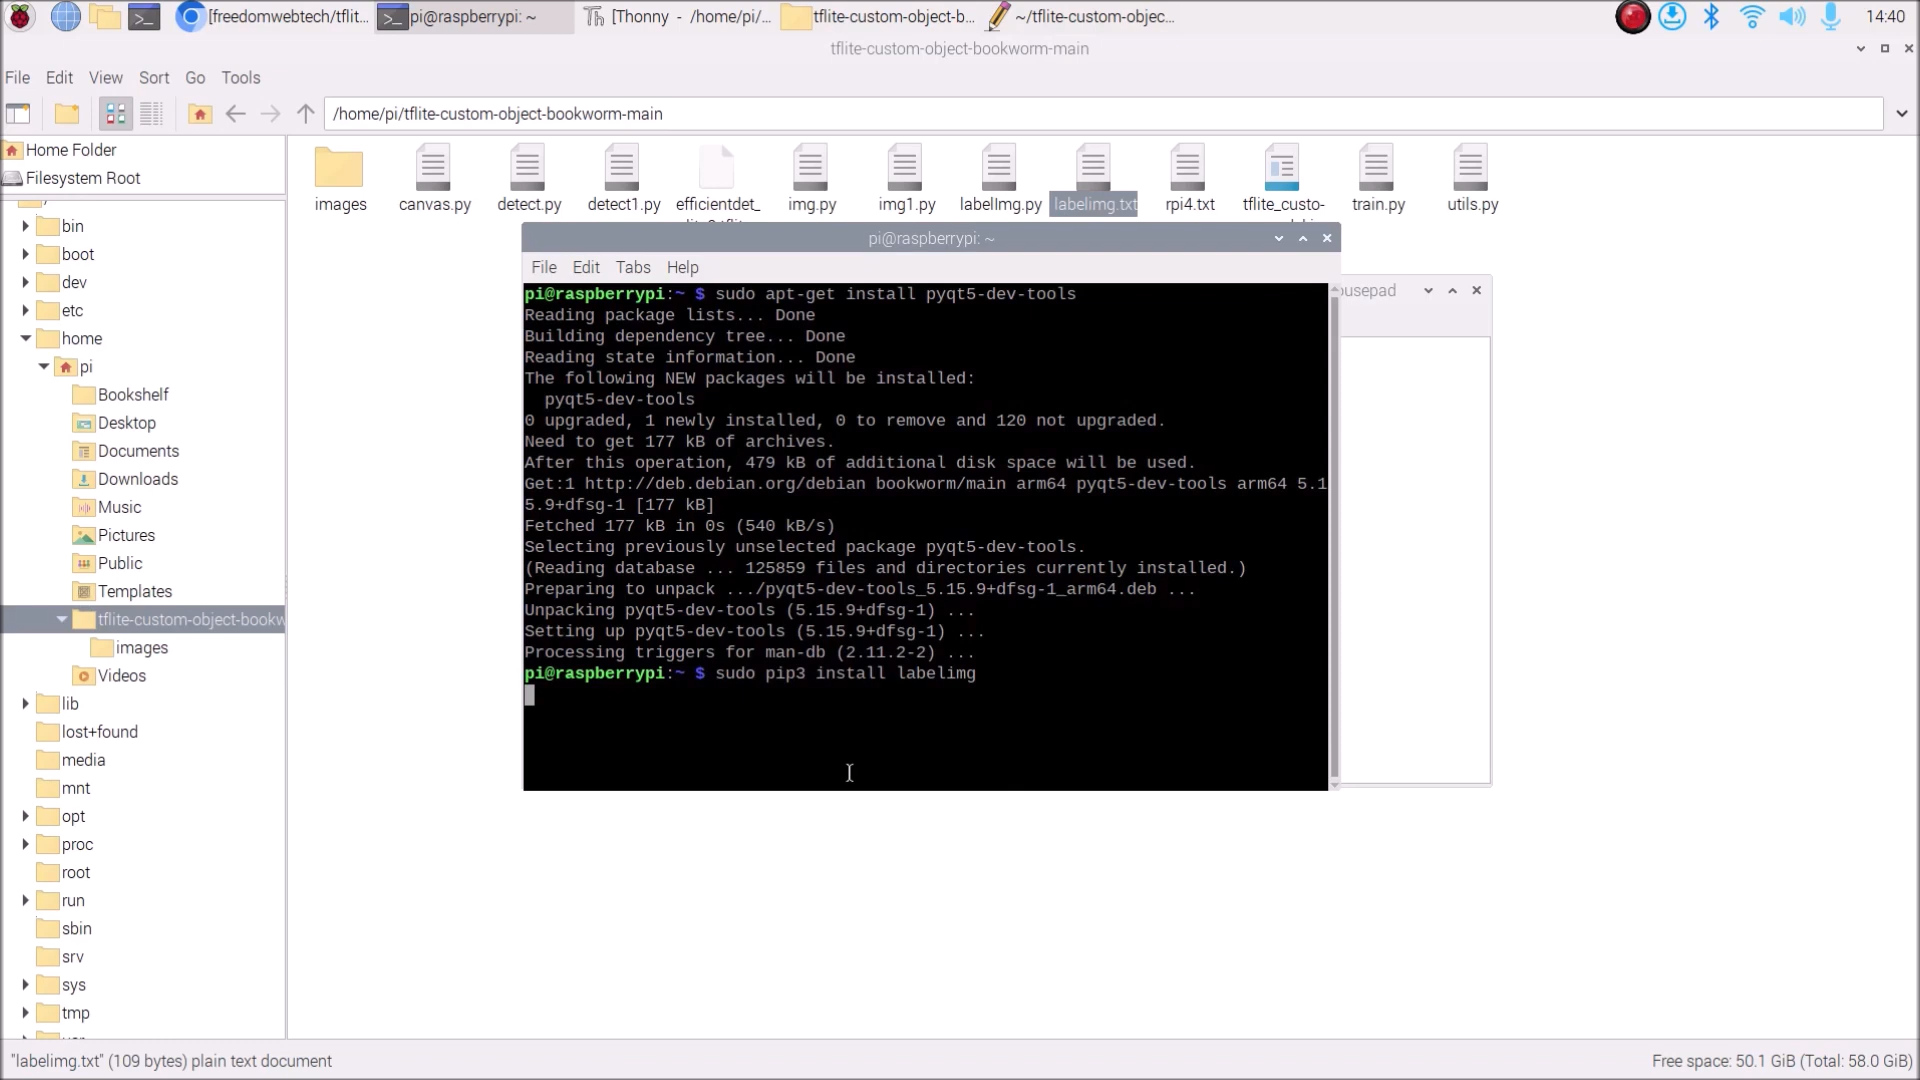 [freedomwebtech/tflit...
pi@raspberrypi: ~
[Thonny - /home/pi/...
tflite-custom-object-b...
~/tflite-custom-objec...
14:40
tflite-custom-object-bookworm-main
File Edit View Sort Go Tools
/home/pi/tflite-custom-object-bookworm-main
Home Folder
Filesystem Root
bin
boot
dev
etc
home
pi
Bookshelf
Desktop
Documents
Downloads
Music
Pictures
Public
Templates
tflite-custom-object-bookw
images
Videos
lib
lost+found
media
mnt
opt
proc
root
run
sbin
srv
sys
tmp
images
canvas.py
detect.py
detect1.py
efficientdet_
img.py
img1.py
labelImg.py
labelimg.txt
rpi4.txt
tflite_custo-
train.py
utils.py
pi@raspberrypi: ~
File Edit Tabs Help
pi@raspberrypi:~ $ sudo apt-get install pyqt5-dev-tools
Reading package lists... Done
Building dependency tree... Done
Reading state information... Done
The following NEW packages will be installed:
pyqt5-dev-tools
0 upgraded, 1 newly installed, 0 to remove and 120 not upgraded.
Need to get 177 kB of archives.
After this operation, 479 kB of additional disk space will be used.
Get:1 http://deb.debian.org/debian bookworm/main arm64 pyqt5-dev-tools arm64 5.1
5.9+dfsg-1 [177 kB]
Fetched 177 kB in 0s (540 kB/s)
Selecting previously unselected package pyqt5-dev-tools.
(Reading database ... 125859 files and directories currently installed.)
Preparing to unpack .../pyqt5-dev-tools_5.15.9+dfsg-1_arm64.deb ...
Unpacking pyqt5-dev-tools (5.15.9+dfsg-1) ...
Setting up pyqt5-dev-tools (5.15.9+dfsg-1) ...
Processing triggers for man-db (2.11.2-2) ...
pi@raspberrypi:~ $ sudo pip3 install labelimg
ousepad
"labelimg.txt" (109 bytes) plain text document
Free space: 50.1 GiB (Total: 58.0 GiB)